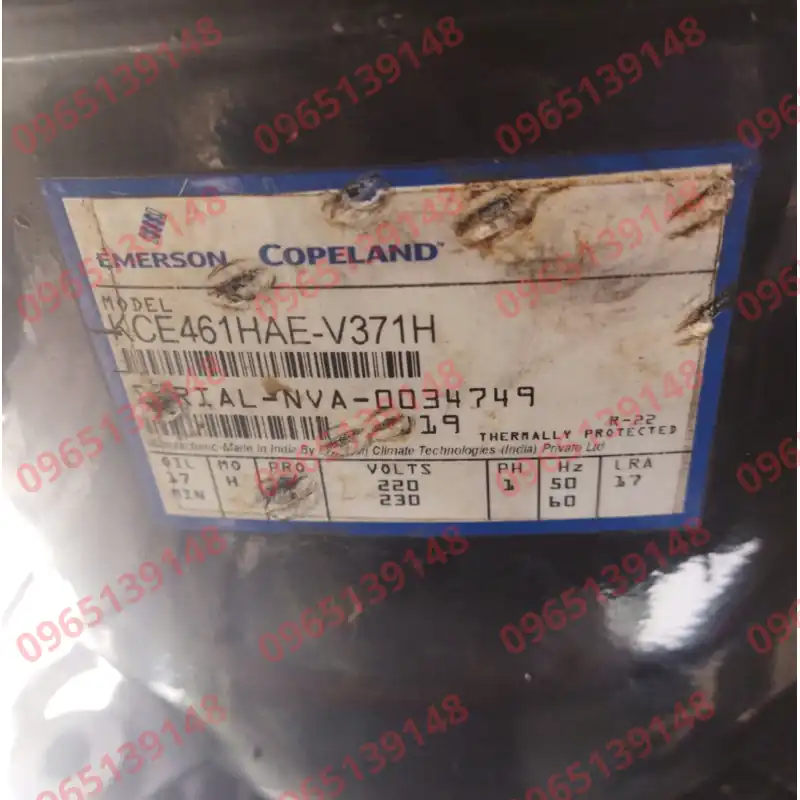 0965139148
EMERSON COPELAND
MODEL
KCE461HAE-V371H
SERIAL-NVA-0034749
19 R-22
THERMALLY PROTECTED
Made in India By Climate Technologies (India) Private Ltd
OIL MO PRO VOLTS PH Hz LRA
17 H 220 1 50 17
MIN 230 60